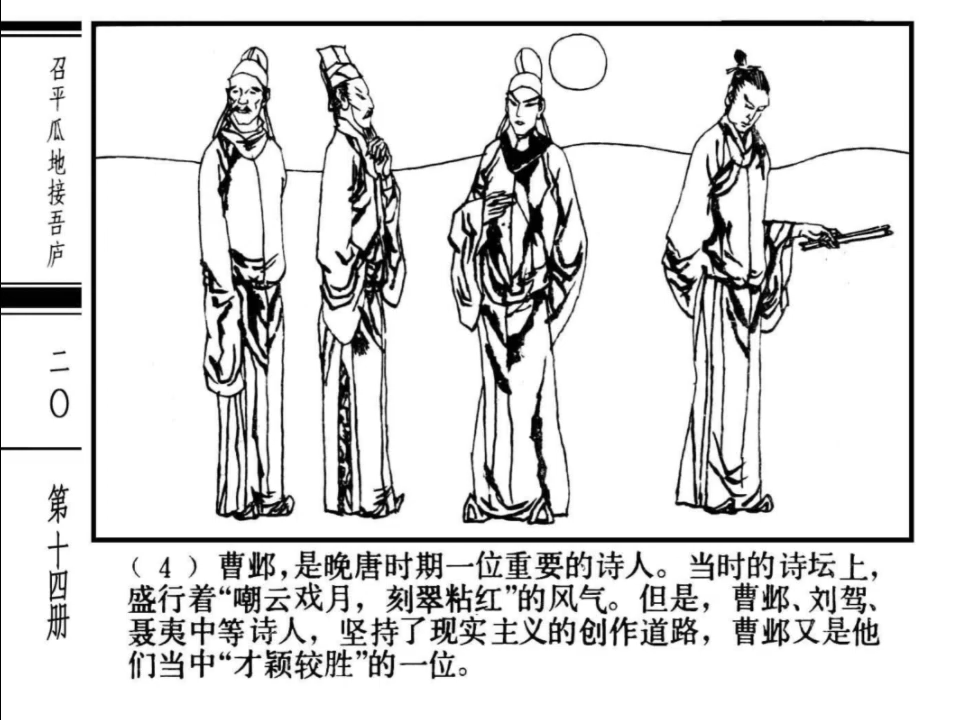 召平瓜地接吾庐
二〇
第十四册
（4）曹邺，是晚唐时期一位重要的诗人。当时的诗坛上，
盛行着“嘲云戏月，刻翠粘红”的风气。但是，曹邺、刘驾、
聂夷中等诗人，坚持了现实主义的创作道路，曹邺又是他
们当中“才颖较胜”的一位。